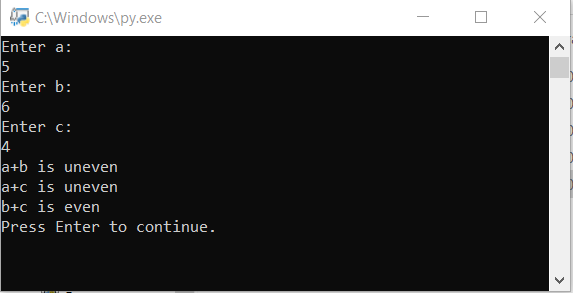 C:\Windows\py.exe
Enter a:
5
Enter b:
6
Enter c:
4
a+b is uneven
a+c is uneven
b+c is even
Press Enter to continue.